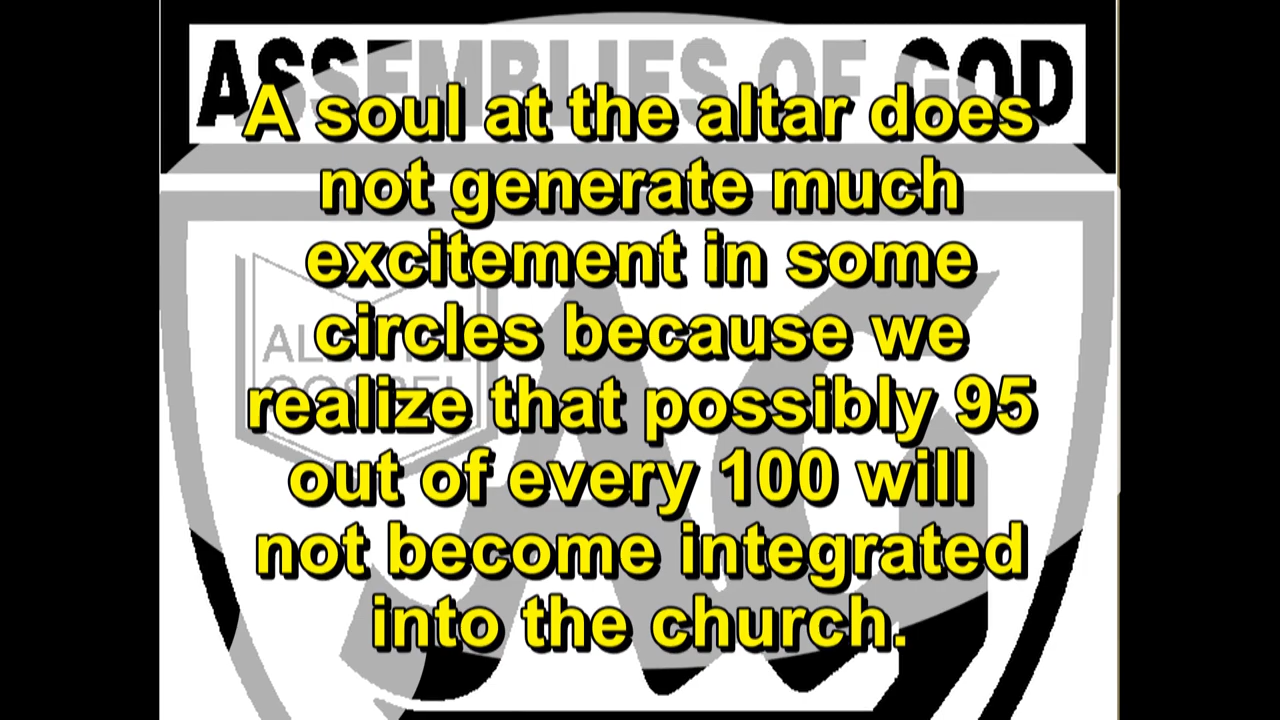 ASSEMBLIES OF GOD
A soul at the altar does
not generate much
excitement in some
circles because we
realize that possibly 95
out of every 100 will
not become integrated
into the church.
AG